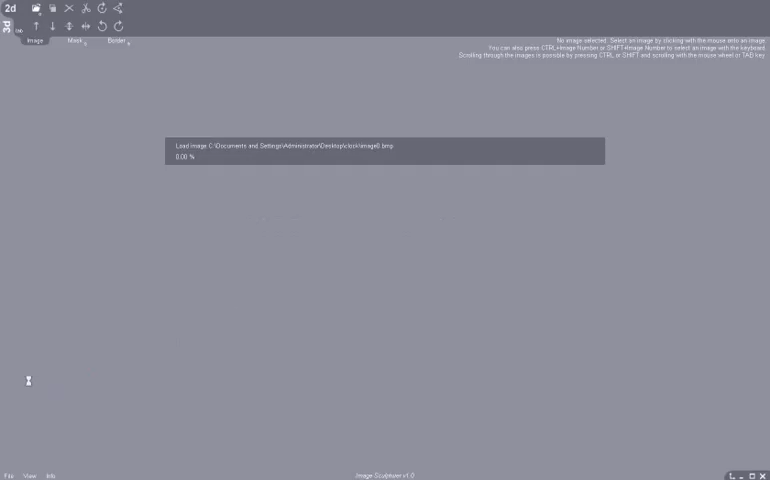 2d
3d
Image
Mask
Border
No image selected. Select an image by clicking with the mouse onto an image.
You can also press CTRL+Image Number or SHIFT+Image Number to select an image with the keyboard.
Scrolling through the images is possible by pressing CTRL or SHIFT and scrolling with the mouse wheel or TAB key.
Load image C:\Documents and Settings\Administrator\Desktop\clock\image0.bmp
0.00 %
File View Info
Image Sculpturer v1.0